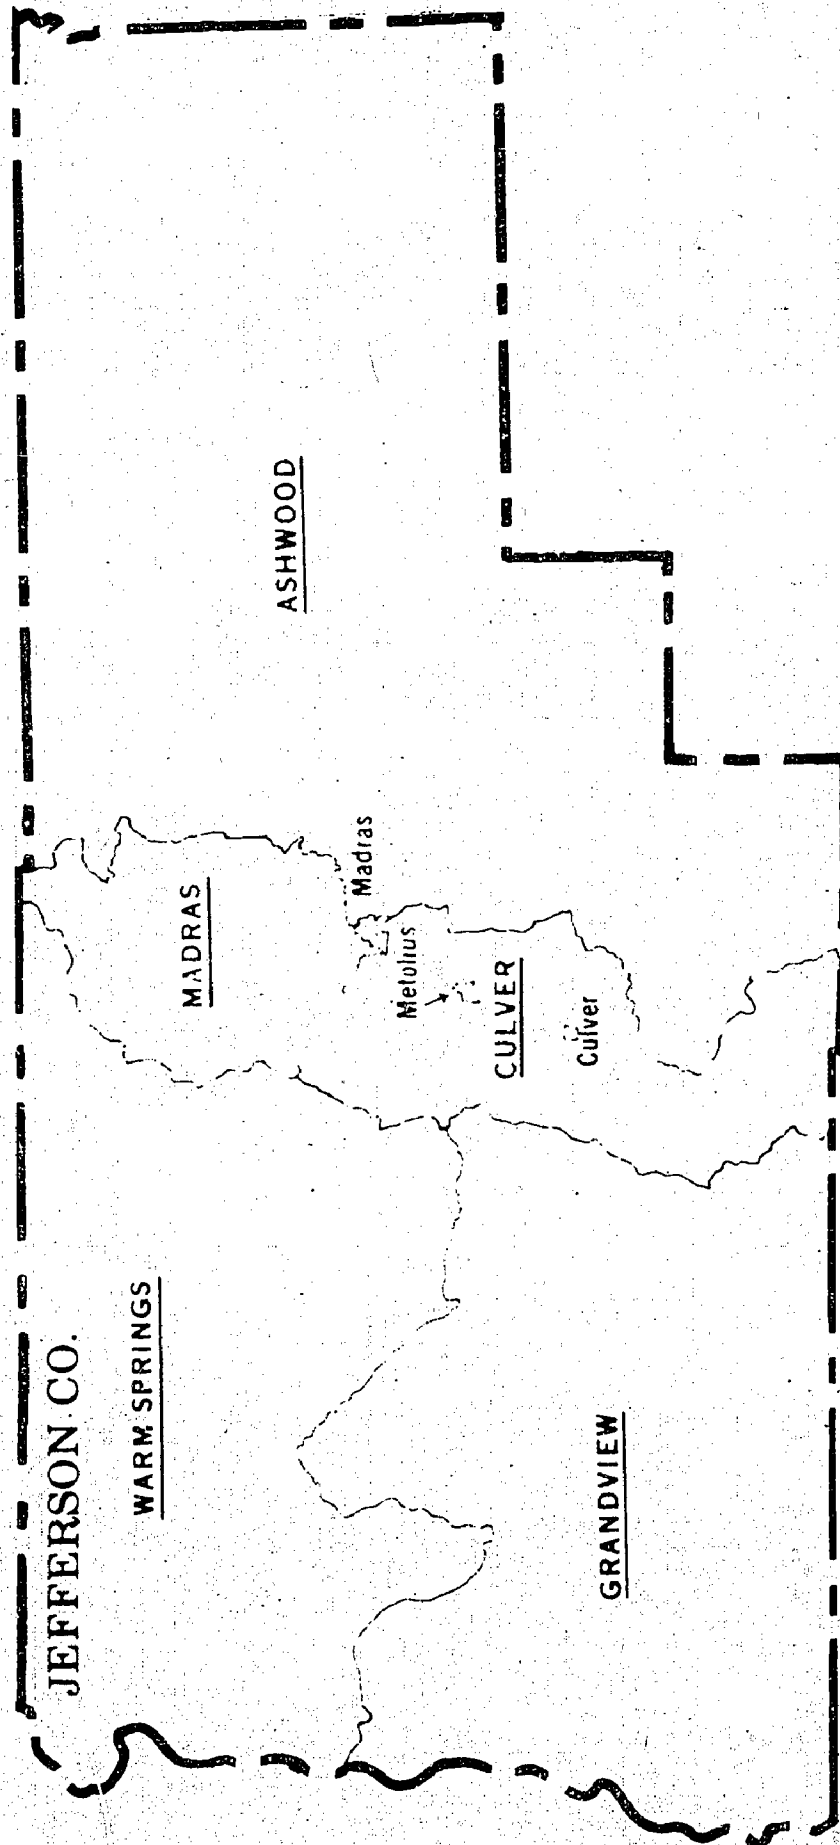 JEFFERSON CO.
WARM SPRINGS
MADRAS
ASHWOOD
Madras
Metolius
CULVER
Culver
GRANDVIEW